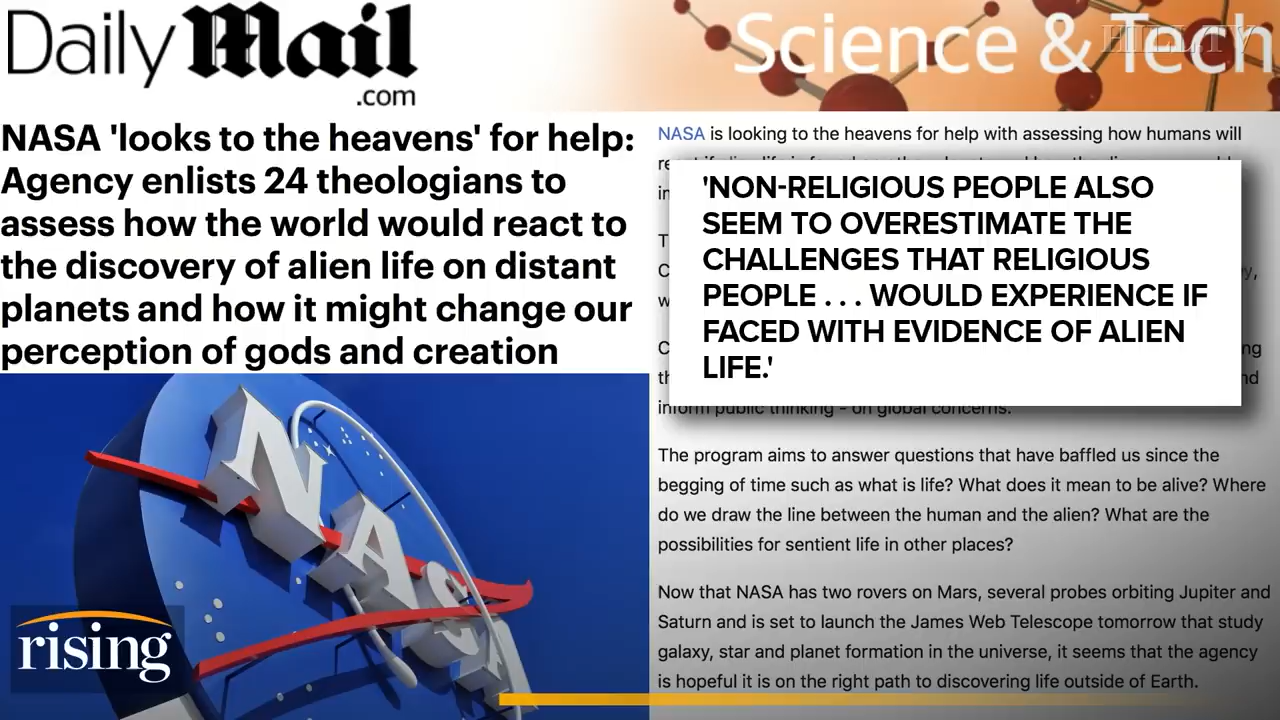 Daily Mail
.com
Science & Tech
HILL.TV
NASA 'looks to the heavens' for help:
Agency enlists 24 theologians to
assess how the world would react to
the discovery of alien life on distant
planets and how it might change our
perception of gods and creation
NASA is looking to the heavens for help with assessing how humans will
'NON-RELIGIOUS PEOPLE ALSO
SEEM TO OVERESTIMATE THE
CHALLENGES THAT RELIGIOUS
PEOPLE . . . WOULD EXPERIENCE IF
FACED WITH EVIDENCE OF ALIEN
LIFE.'
inform public thinking - on global concerns.
The program aims to answer questions that have baffled us since the
begging of time such as what is life? What does it mean to be alive? Where
do we draw the line between the human and the alien? What are the
possibilities for sentient life in other places?
Now that NASA has two rovers on Mars, several probes orbiting Jupiter and
Saturn and is set to launch the James Web Telescope tomorrow that study
galaxy, star and planet formation in the universe, it seems that the agency
is hopeful it is on the right path to discovering life outside of Earth.
NASA
rising